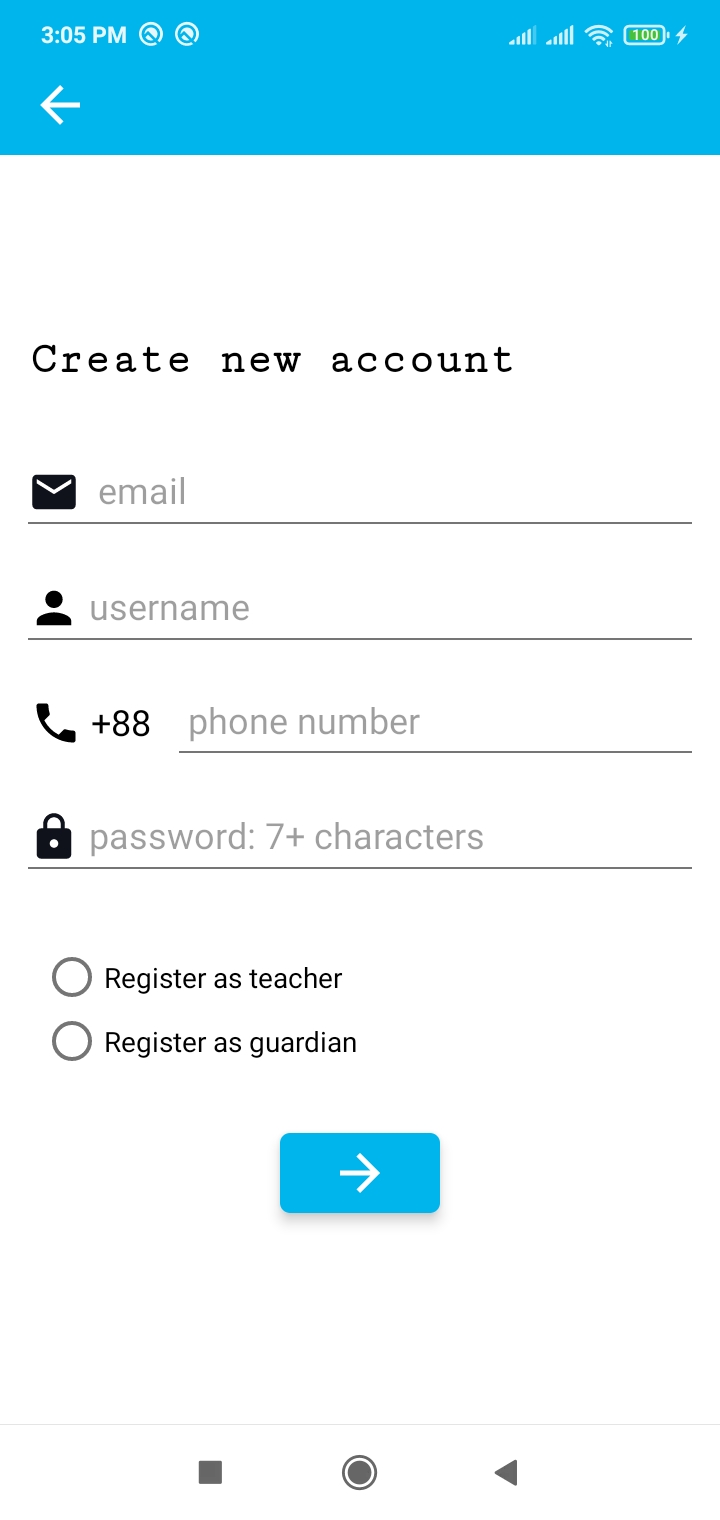 3:05 PM
100
Create new account
email
username
+88 phone number
password: 7+ characters
Register as teacher
Register as guardian